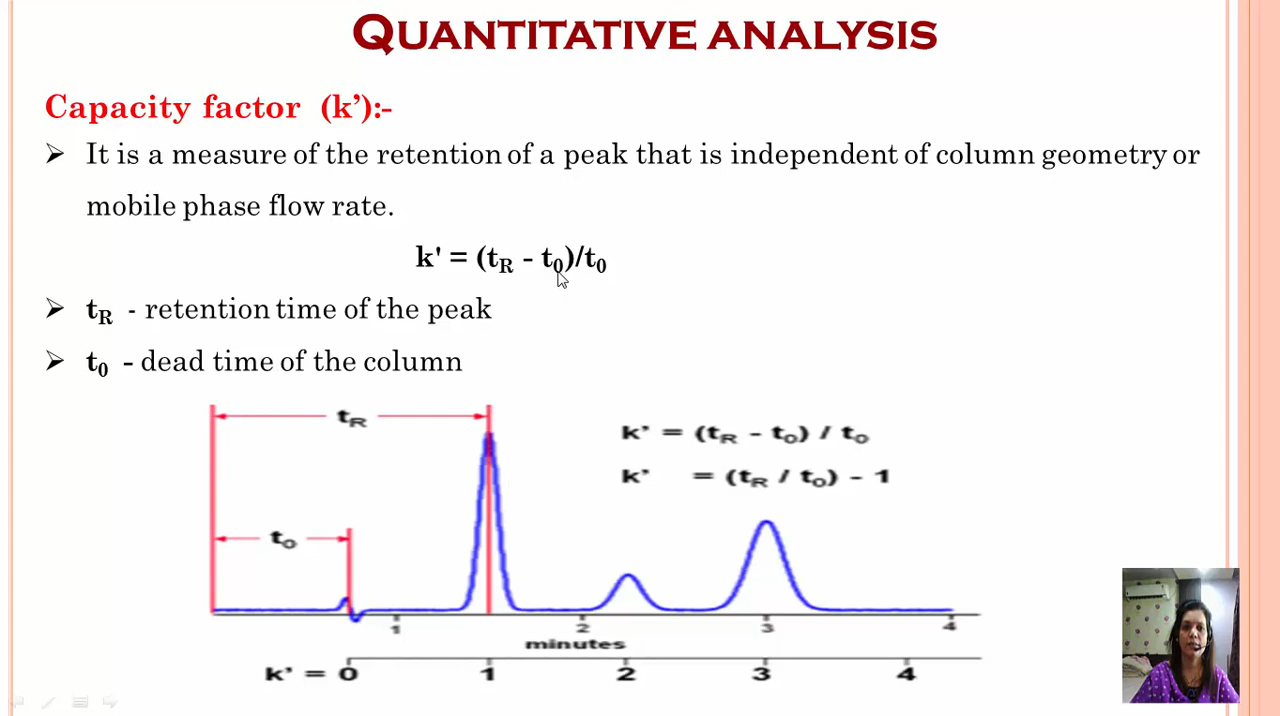 QUANTITATIVE ANALYSIS
Capacity factor (k’):-
➢ It is a measure of the retention of a peak that is independent of column geometry or
mobile phase flow rate.
k' = (tR - t0)/t0
➢ tR - retention time of the peak
➢ t0 - dead time of the column
tR
k’ = (tR - to) / to
k’ = (tR / to) - 1
to
1 2 3 4
minutes
k’ = 0 1 2 3 4